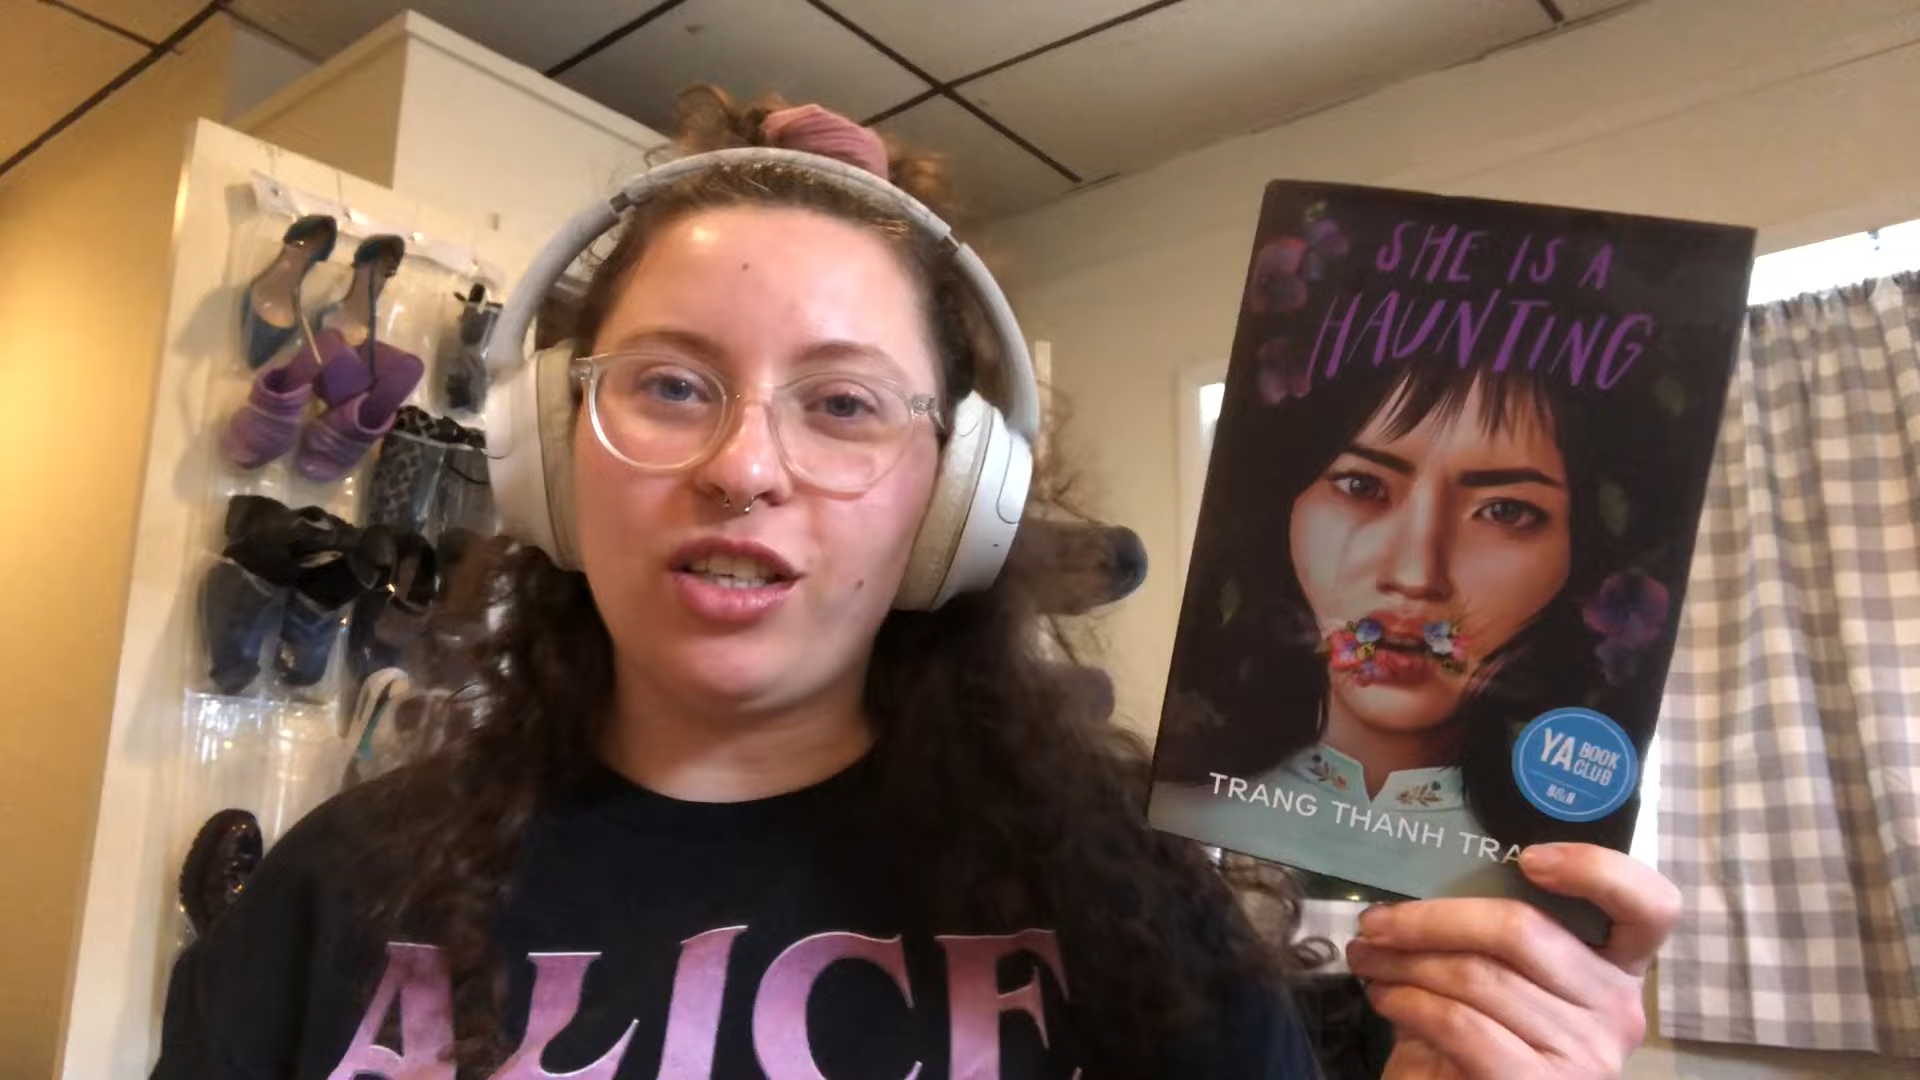 SHE IS A
HAUNTING
YA BOOK
CLUB
B&N
TRANG THANH TRA
ALICE